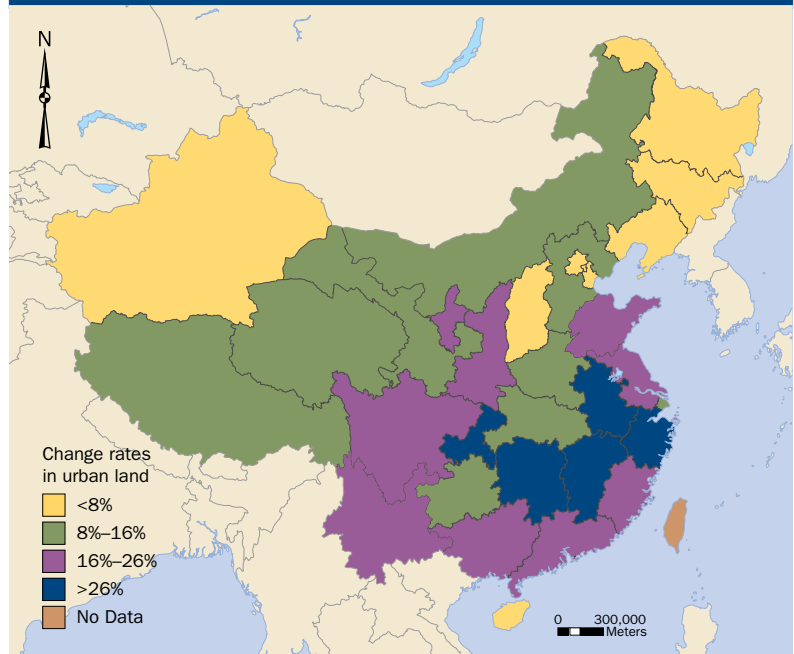 N
Change rates
in urban land
<8%
8%–16%
16%–26%
>26%
No Data
0 300,000
Meters